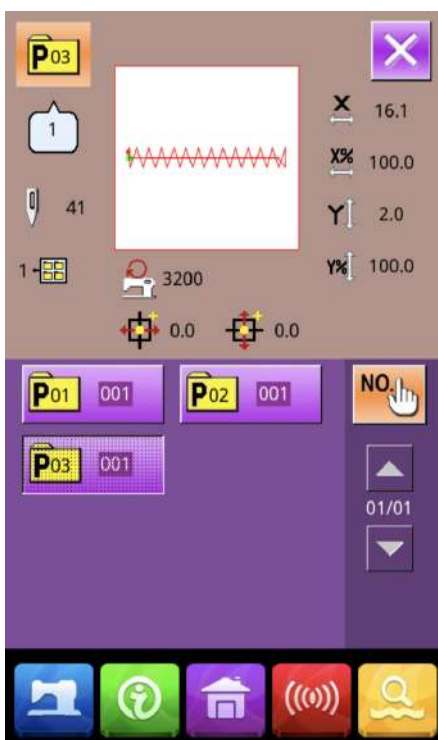 P03
1
X 16.1
X% 100.0
41
Y 2.0
1-
3200
Y% 100.0
0.0 0.0
P01 001
P02 001
NO.
P03 001
01/01